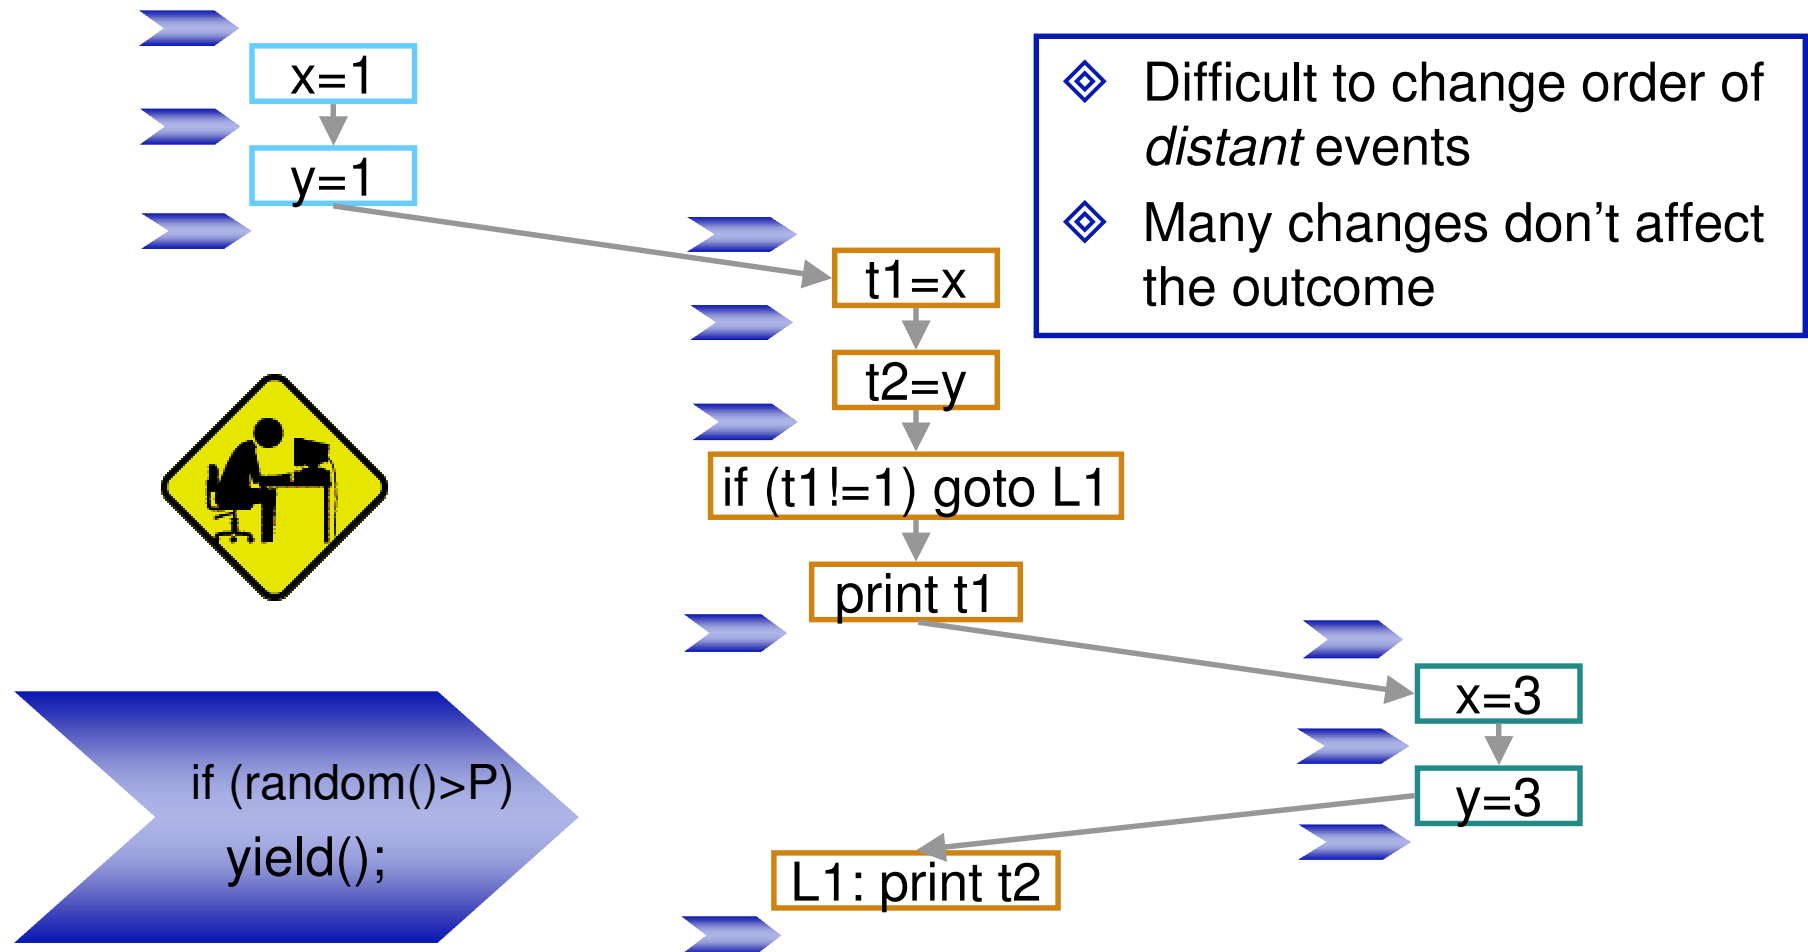 x=1
y=1
Difficult to change order of
distant events
Many changes don’t affect
the outcome
t1=x
t2=y
if (t1!=1) goto L1
print t1
x=3
y=3
L1: print t2
if (random()>P)
yield();